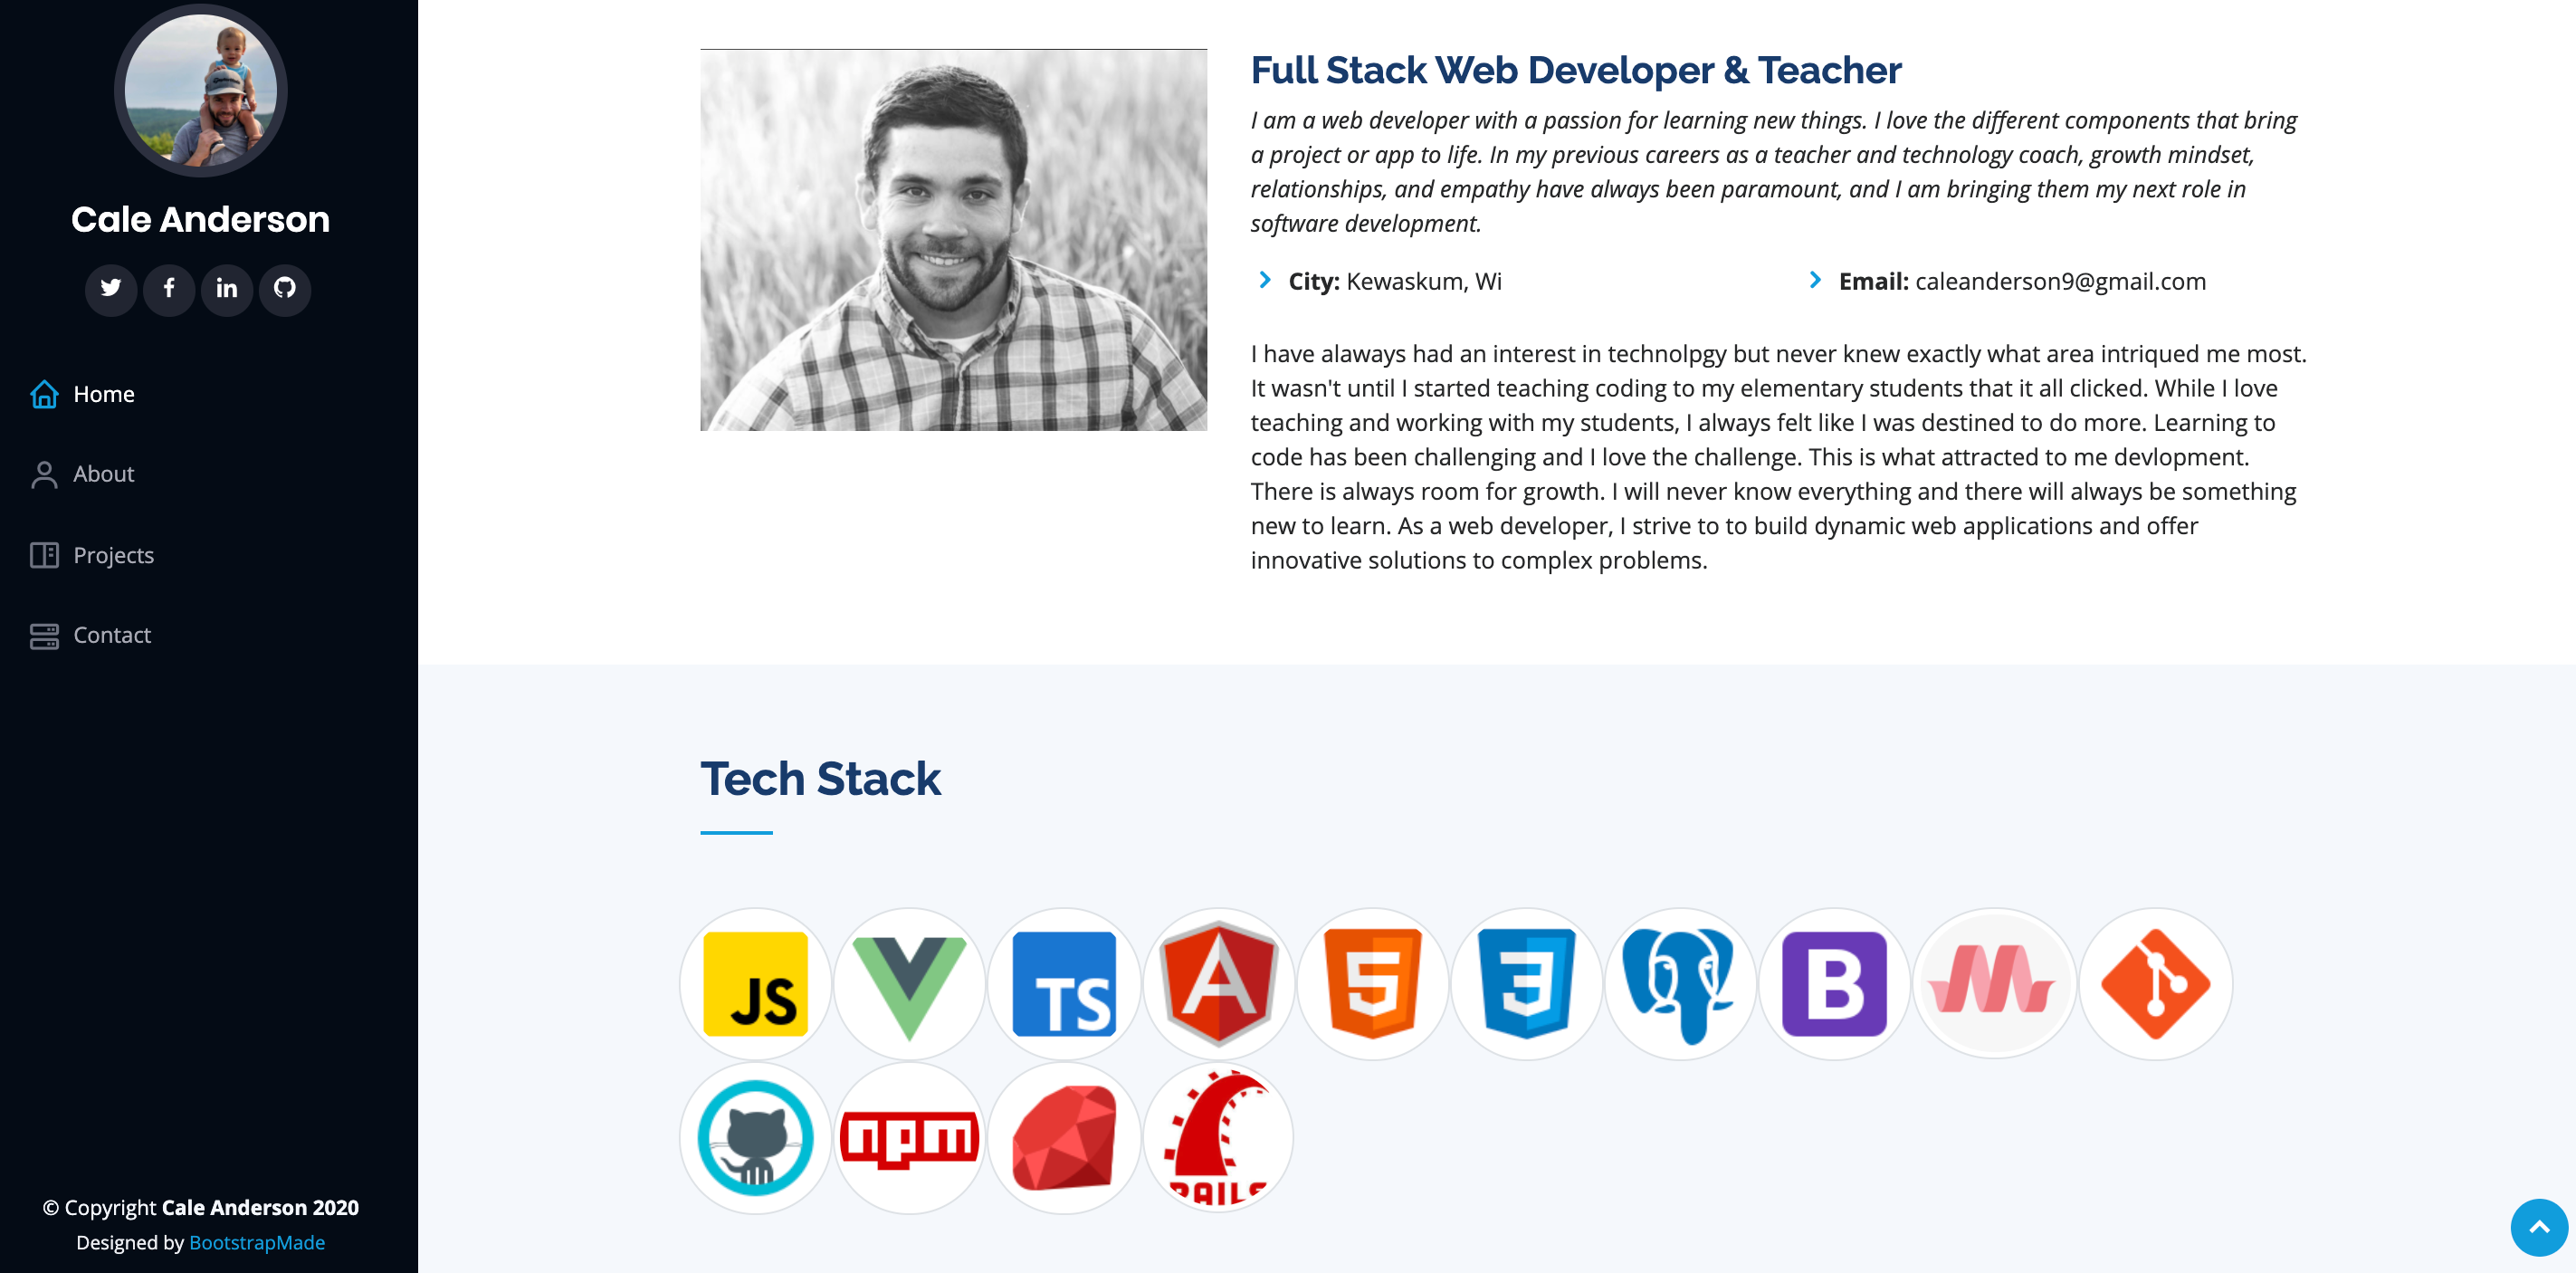 Cale Anderson
Home
About
Projects
Contact
© Copyright Cale Anderson 2020
Designed by BootstrapMade
Full Stack Web Developer & Teacher
I am a web developer with a passion for learning new things. I love the different components that bring
a project or app to life. In my previous careers as a teacher and technology coach, growth mindset,
relationships, and empathy have always been paramount, and I am bringing them my next role in
software development.
City: Kewaskum, Wi
Email: caleanderson9@gmail.com
I have alaways had an interest in technolpgy but never knew exactly what area intriqued me most.
It wasn't until I started teaching coding to my elementary students that it all clicked. While I love
teaching and working with my students, I always felt like I was destined to do more. Learning to
code has been challenging and I love the challenge. This is what attracted to me devlopment.
There is always room for growth. I will never know everything and there will always be something
new to learn. As a web developer, I strive to to build dynamic web applications and offer
innovative solutions to complex problems.
Tech Stack
JS
TS
A
5
3
B
npm
RAILS